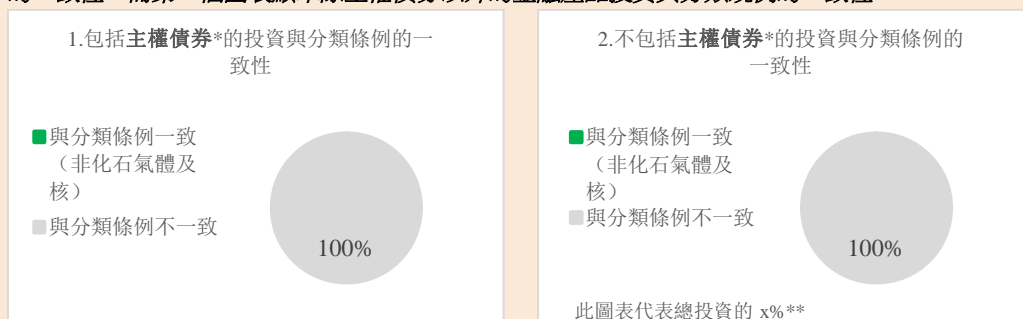 1.包括主權債券*的投資與分類條例的一
致性
與分類條例一致
（非化石氣體及
核）
與分類條例不一致
100%
2.不包括主權債券*的投資與分類條例的
一致性
與分類條例一致
（非化石氣體及
核）
與分類條例不一致
100%
此圖表代表總投資的 x%**